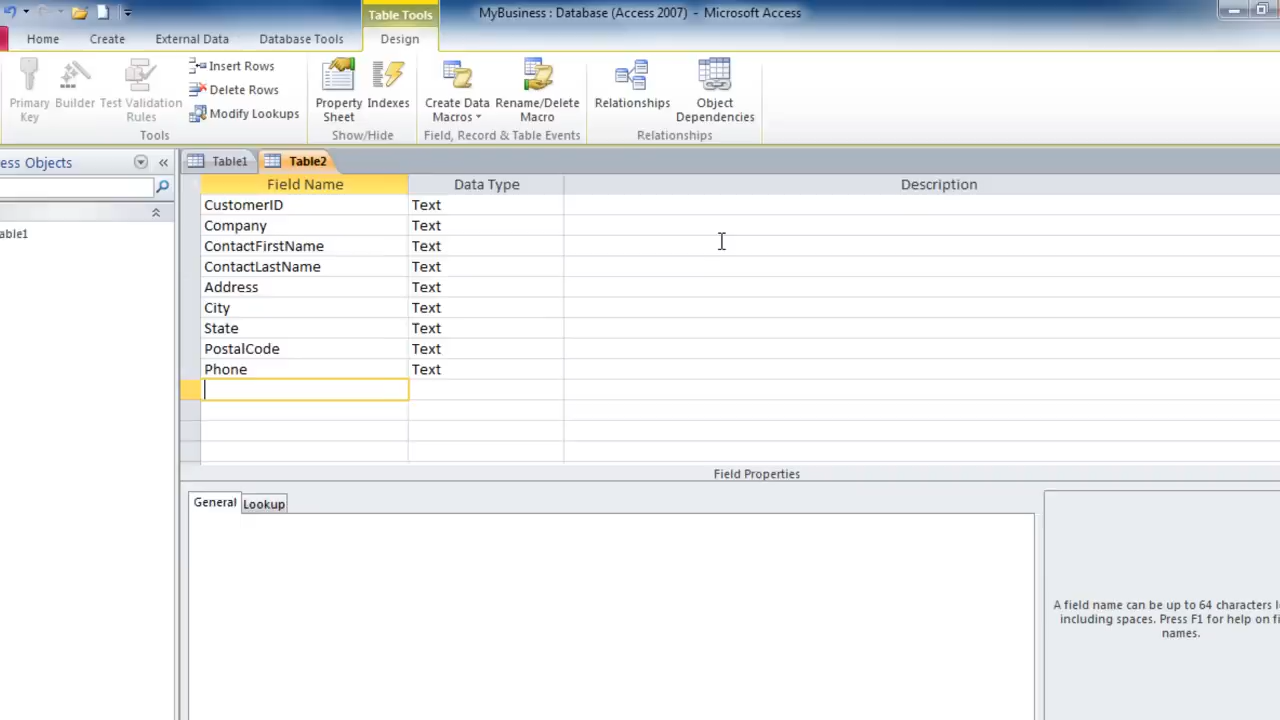 Table Tools
MyBusiness : Database (Access 2007) - Microsoft Access
Home Create External Data Database Tools Design
Primary Key
Builder
Test Validation Rules
Insert Rows
Delete Rows
Modify Lookups
Tools
Property Sheet
Indexes
Show/Hide
Create Data Macros
Rename/Delete Macro
Field, Record & Table Events
Relationships
Object Dependencies
Relationships
ess Objects
able1
Table1 Table2
Field Name Data Type Description
CustomerID Text
Company Text
ContactFirstName Text
ContactLastName Text
Address Text
City Text
State Text
PostalCode Text
Phone Text
Field Properties
General Lookup
A field name can be up to 64 characters l
including spaces. Press F1 for help on fi
names.